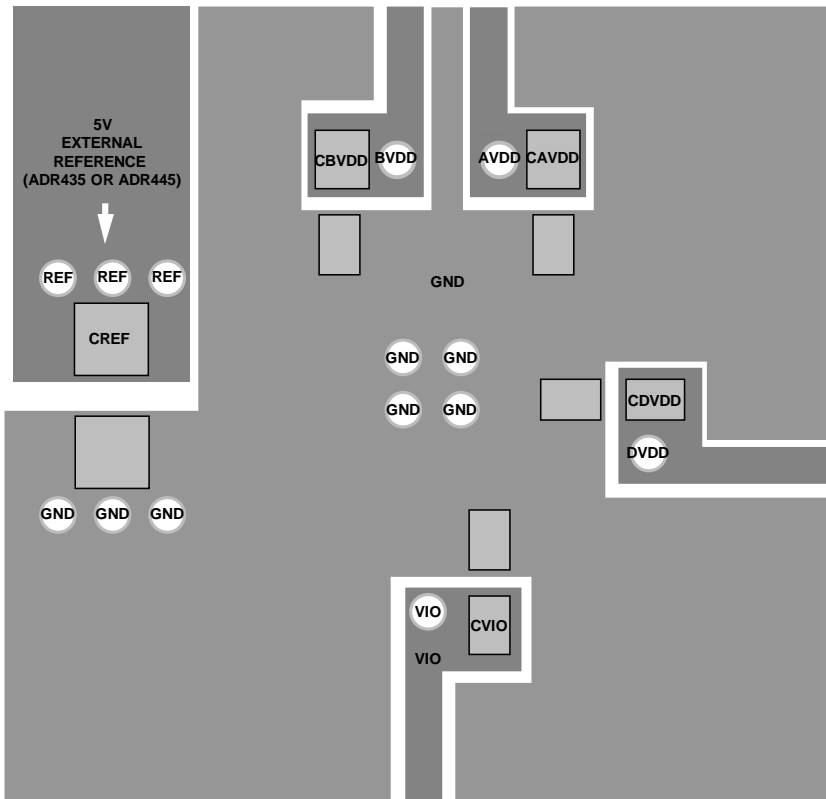 5V
EXTERNAL
REFERENCE
(ADR435 OR ADR445)
CBVDD
BVDD
AVDD
CAVDD
REF
REF
REF
GND
CREF
GND
GND
GND
GND
CDVDD
DVDD
GND
GND
GND
VIO
CVIO
VIO